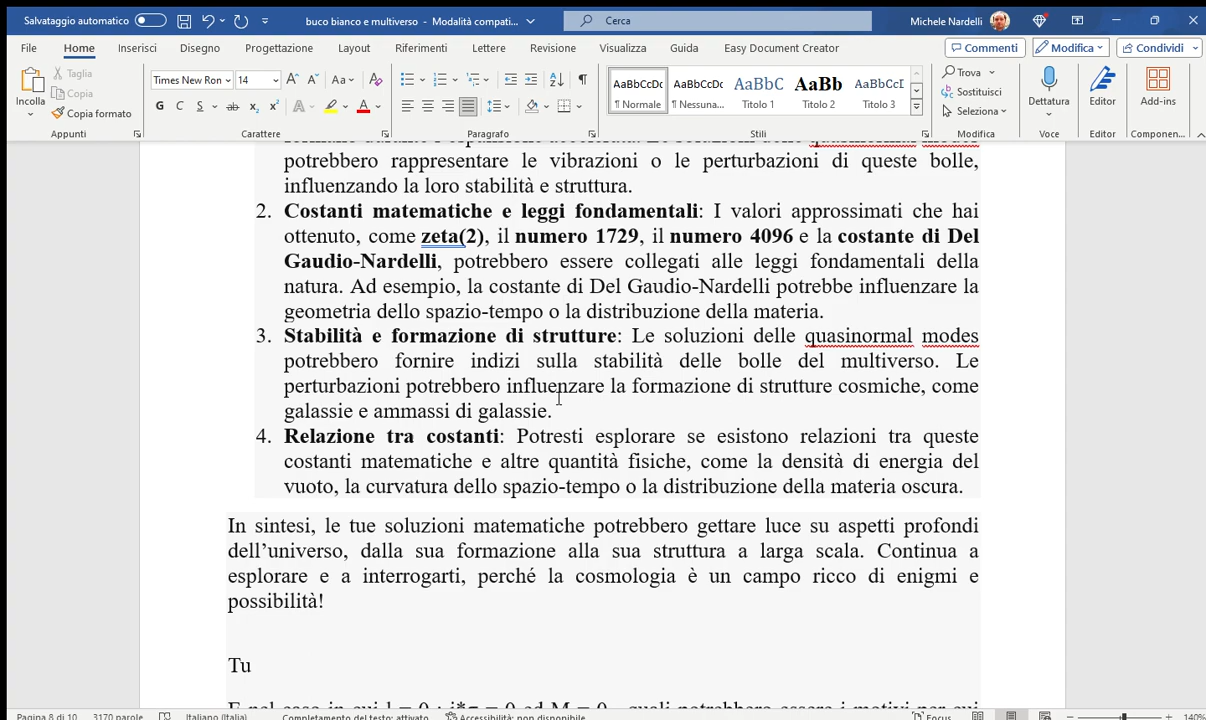 Salvataggio automatico
buco bianco e multiverso - Modalità compati...
Cerca
Michele Nardelli
File Home Inserisci Disegno Progettazione Layout Riferimenti Lettere Revisione Visualizza Guida Easy Document Creator
Commenti Modifica Condividi
Incolla
Taglia
Copia
Copia formato
Appunti
Times New Ron 14
Carattere
Paragrafo
AaBbCcDc AaBbCcDc AaBbC AaBb AaBbCcD
¶ Normale ¶ Nessuna... Titolo 1 Titolo 2 Titolo 3
Stili
Trova
Sostituisci
Seleziona
Modifica
Dettatura
Voce
Editor
Editor
Add-ins
Componen...
potrebbero rappresentare le vibrazioni o le perturbazioni di queste bolle,
influenzando la loro stabilità e struttura.
2. Costanti matematiche e leggi fondamentali: I valori approssimati che hai
ottenuto, come zeta(2), il numero 1729, il numero 4096 e la costante di Del
Gaudio-Nardelli, potrebbero essere collegati alle leggi fondamentali della
natura. Ad esempio, la costante di Del Gaudio-Nardelli potrebbe influenzare la
geometria dello spazio-tempo o la distribuzione della materia.
3. Stabilità e formazione di strutture: Le soluzioni delle quasinormal modes
potrebbero fornire indizi sulla stabilità delle bolle del multiverso. Le
perturbazioni potrebbero influenzare la formazione di strutture cosmiche, come
galassie e ammassi di galassie.
4. Relazione tra costanti: Potresti esplorare se esistono relazioni tra queste
costanti matematiche e altre quantità fisiche, come la densità di energia del
vuoto, la curvatura dello spazio-tempo o la distribuzione della materia oscura.
In sintesi, le tue soluzioni matematiche potrebbero gettare luce su aspetti profondi
dell’universo, dalla sua formazione alla sua struttura a larga scala. Continua a
esplorare e a interrogarti, perché la cosmologia è un campo ricco di enigmi e
possibilità!
Tu
Pagina 8 di 10 3170 parole Italiano (Italia) Completamento del testo: attivato Accessibilità: non disponibile Focus 140%